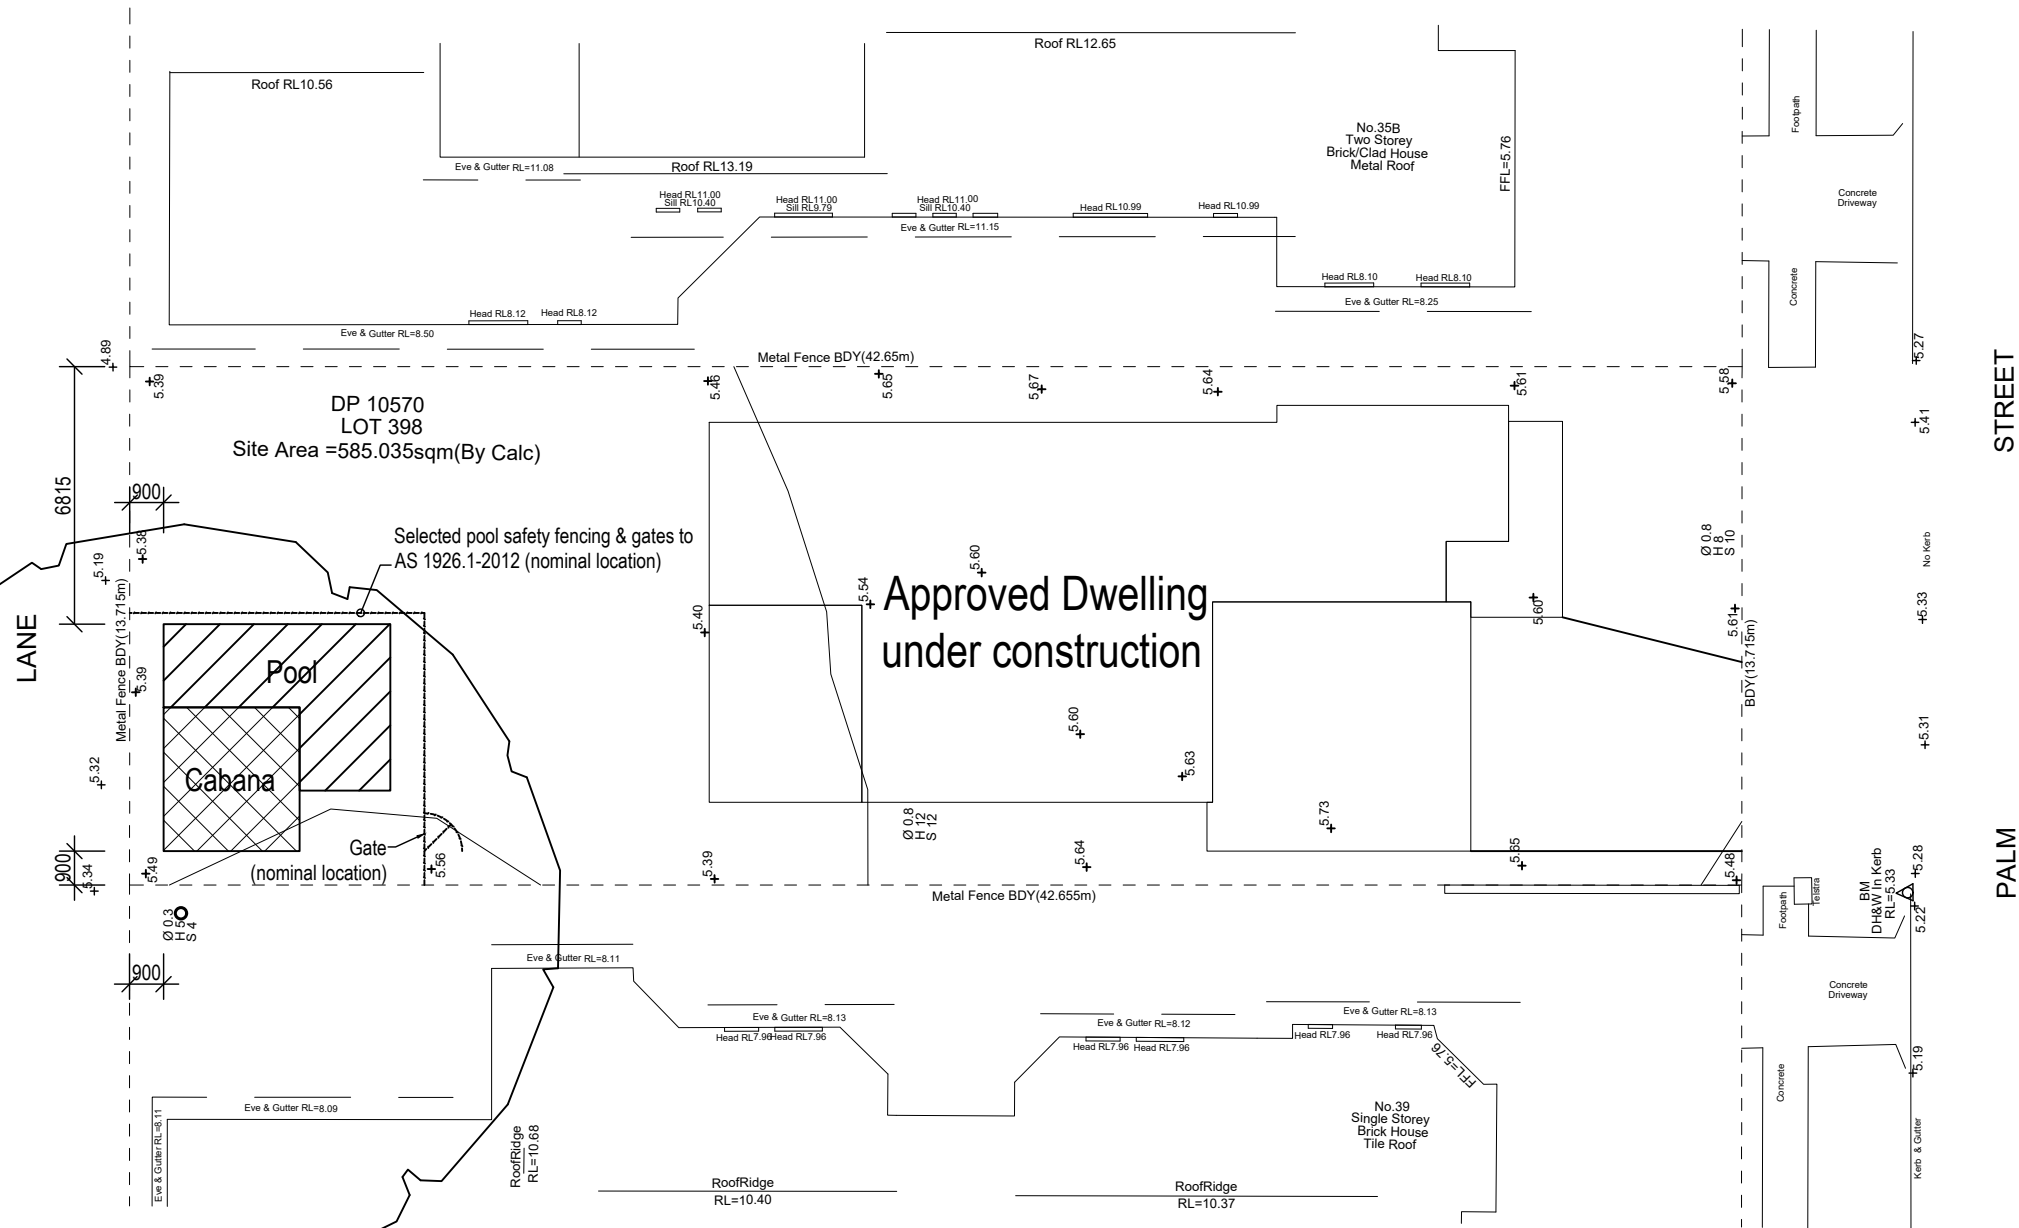 Roof RL12.65
Roof RL10.56
Eve & Gutter RL=11.08
Roof RL13.19
No.35B
Two Storey
Brick/Clad House
Metal Roof
FFL=5.76
Footpath
Concrete
Driveway
Head RL11.00
Sill RL10.40
Head RL11.00
Sill RL9.79
Head RL11.00
Sill RL10.40
Head RL10.99
Head RL10.99
Eve & Gutter RL=11.15
Head RL8.10
Head RL8.10
Concrete
Eve & Gutter RL=8.25
Head RL8.12
Head RL8.12
Eve & Gutter RL=8.50
Metal Fence BDY(42.65m)
4.89
5.39
5.46
5.65
5.67
5.64
5.61
5.58
5.27
STREET
DP 10570
LOT 398
Site Area =585.035sqm(By Calc)
5.41
6815
900
Selected pool safety fencing & gates to
AS 1926.1-2012 (nominal location)
5.38
5.19
Ø 0.8
H 8
S 10
No Kerb
5.60
5.54
5.40
Approved Dwelling
under construction
5.60
5.61
5.33
LANE
Metal Fence BDY(13.715m)
5.39
Pool
BDY(13.715m)
5.60
5.63
5.31
5.32
Cabana
Ø 0.8
H 12
S 12
5.73
Gate
(nominal location)
900
5.34
5.49
5.56
5.39
5.64
5.65
5.48
5.28
PALM
Metal Fence BDY(42.655m)
Footpath
Telstra
BM
DH&W In Kerb
RL=5.33
5.22
Ø 0.3
H 5
S 4
900
Eve & Gutter RL=8.11
Concrete
Driveway
Eve & Gutter RL=8.13
Head RL7.96
Head RL7.96
Eve & Gutter RL=8.12
Head RL7.96
Head RL7.96
Eve & Gutter RL=8.13
Head RL7.96
Head RL7.96
FFL=5.76
5.19
Concrete
Eve & Gutter RL=8.09
Eve & Gutter RL=8.11
No.39
Single Storey
Brick House
Tile Roof
Kerb & Gutter
RoofRidge
RL=10.68
RoofRidge
RL=10.40
RoofRidge
RL=10.37